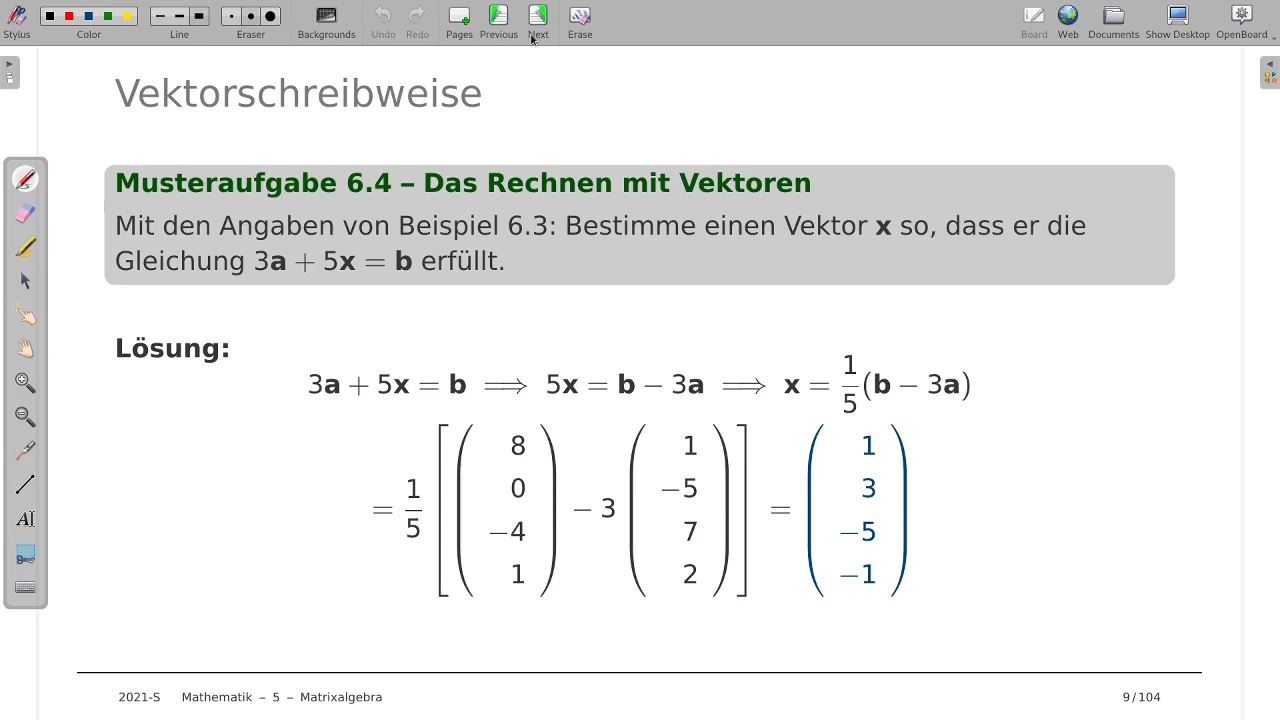 Stylus Color Line Eraser Backgrounds Undo Redo Pages Previous Next Erase Board Web Documents Show Desktop OpenBoard
Vektorschreibweise
Musteraufgabe 6.4 – Das Rechnen mit Vektoren
Mit den Angaben von Beispiel 6.3: Bestimme einen Vektor x so, dass er die
Gleichung 3a + 5x = b erfüllt.
Lösung:
3a + 5x = b ⟹ 5x = b − 3a ⟹ x = 1/5 (b − 3a)
= 1/5 [ ( 8 0 −4 1 ) − 3 ( 1 −5 7 2 ) ] = ( 1 3 −5 −1 )
2021-S Mathematik – 5 – Matrixalgebra 9 / 104